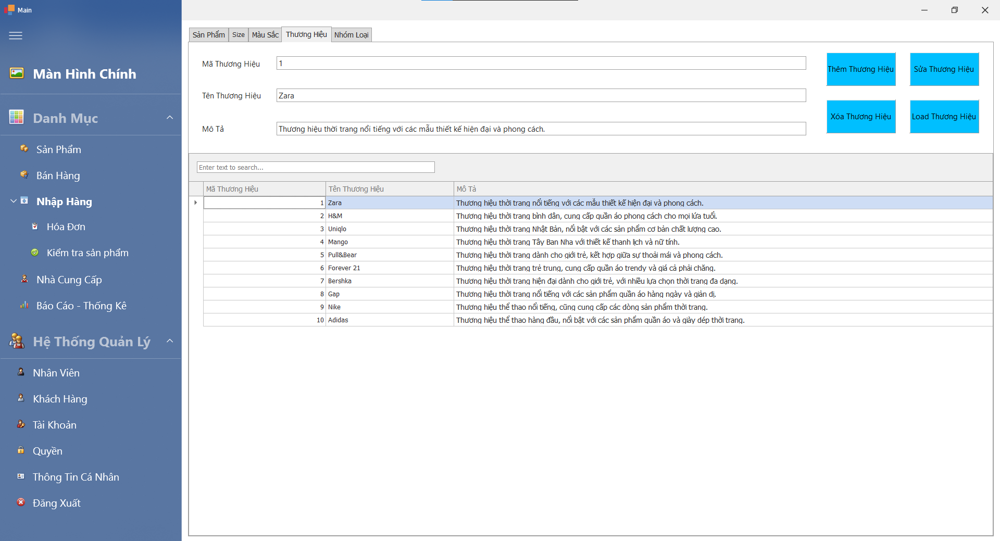 Main
Màn Hình Chính
Danh Mục
Sản Phẩm
Bán Hàng
Nhập Hàng
Hóa Đơn
Kiểm tra sản phẩm
Nhà Cung Cấp
Báo Cáo - Thống Kê
Hệ Thống Quản Lý
Nhân Viên
Khách Hàng
Tài Khoản
Quyền
Thông Tin Cá Nhân
Đăng Xuất
Sản Phẩm Size Màu Sắc Thương Hiệu Nhóm Loại
Mã Thương Hiệu 1
Tên Thương Hiệu Zara
Mô Tả Thương hiệu thời trang nổi tiếng với các mẫu thiết kế hiện đại và phong cách.
Thêm Thương Hiệu Sửa Thương Hiệu
Xóa Thương Hiệu Load Thương Hiệu
Enter text to search...
Mã Thương Hiệu Tên Thương Hiệu Mô Tả
1 Zara Thương hiệu thời trang nổi tiếng với các mẫu thiết kế hiện đại và phong cách.
2 H&M Thương hiệu thời trang bình dân, cung cấp quần áo phong cách cho mọi lứa tuổi.
3 Uniqlo Thương hiệu thời trang Nhật Bản, nổi bật với các sản phẩm cơ bản chất lượng cao.
4 Mango Thương hiệu thời trang Tây Ban Nha với thiết kế thanh lịch và nữ tính.
5 Pull&Bear Thương hiệu thời trang dành cho giới trẻ, kết hợp giữa sự thoải mái và phong cách.
6 Forever 21 Thương hiệu thời trang trẻ trung, cung cấp quần áo trendy và giá cả phải chăng.
7 Bershka Thương hiệu thời trang hiện đại dành cho giới trẻ, với nhiều lựa chọn thời trang đa dạng.
8 Gap Thương hiệu thời trang nổi tiếng với các sản phẩm quần áo hàng ngày và giản dị.
9 Nike Thương hiệu thể thao nổi tiếng, cũng cung cấp các dòng sản phẩm thời trang.
10 Adidas Thương hiệu thể thao hàng đầu, nổi bật với các sản phẩm quần áo và giày dép thời trang.